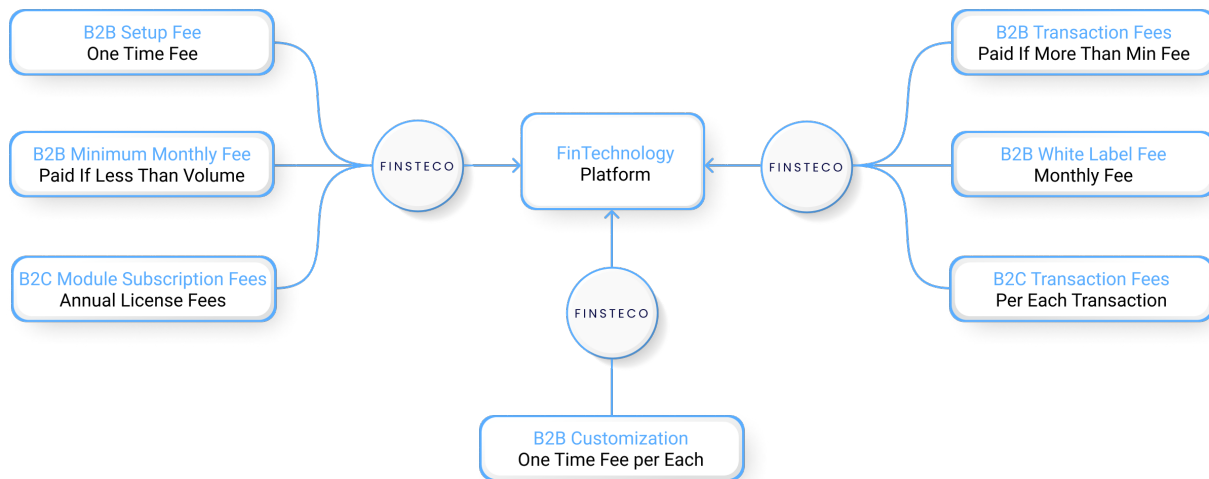 B2B Setup Fee
One Time Fee
B2B Transaction Fees
Paid If More Than Min Fee
B2B Minimum Monthly Fee
Paid If Less Than Volume
FINSTECO
FinTechnology
Platform
FINSTECO
B2B White Label Fee
Monthly Fee
B2C Module Subscription Fees
Annual License Fees
B2C Transaction Fees
Per Each Transaction
FINSTECO
B2B Customization
One Time Fee per Each